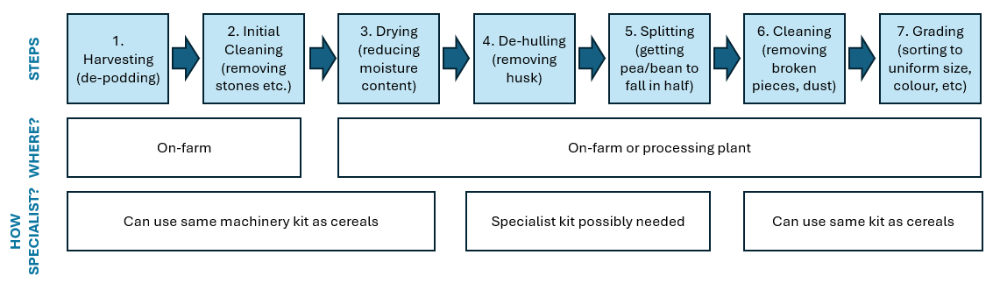 STEPS
1.
Harvesting
(de-podding)
2. Initial
Cleaning
(removing
stones etc.)
3. Drying
(reducing
moisture
content)
4. De-hulling
(removing
husk)
5. Splitting
(getting
pea/bean to
fall in half)
6. Cleaning
(removing
broken
pieces, dust)
7. Grading
(sorting to
uniform size,
colour, etc)
WHERE?
On-farm
On-farm or processing plant
HOW
SPECIALIST?
Can use same machinery kit as cereals
Specialist kit possibly needed
Can use same kit as cereals